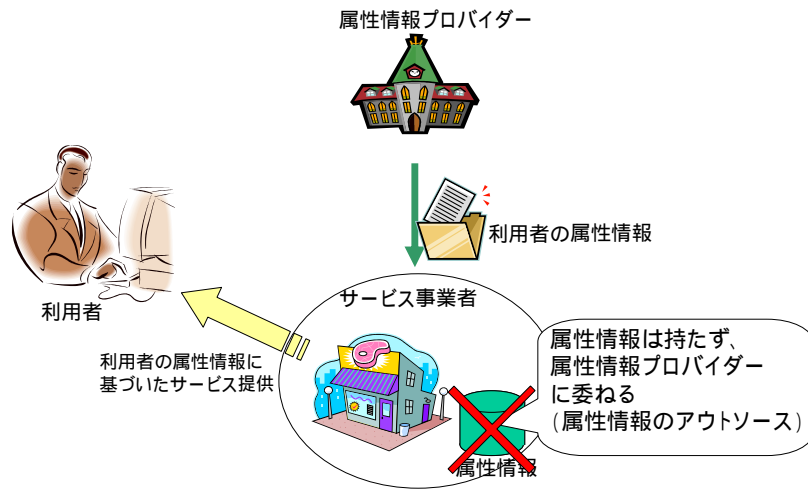 属性情報プロバイダー
利用者の属性情報
利用者
サービス事業者
利用者の属性情報に
基づいたサービス提供
属性情報は持たず、
属性情報プロバイダー
に委ねる
(属性情報のアウトソース)
属性情報